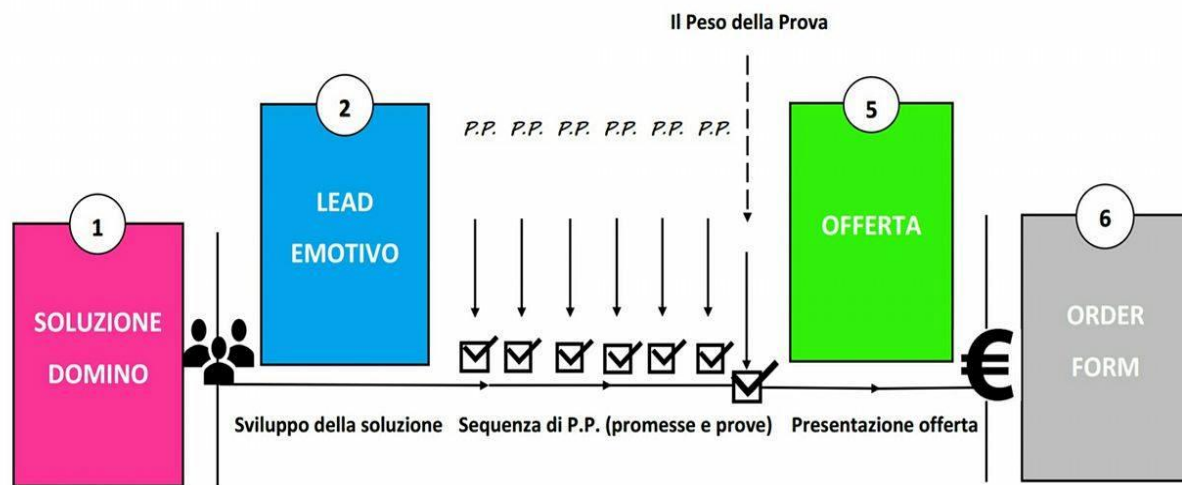 Il Peso della Prova
1
SOLUZIONE
DOMINO
2
LEAD
EMOTIVO
P.P. P.P. P.P. P.P. P.P. P.P.
5
OFFERTA
6
ORDER
FORM
€
Sviluppo della soluzione
Sequenza di P.P. (promesse e prove)
Presentazione offerta